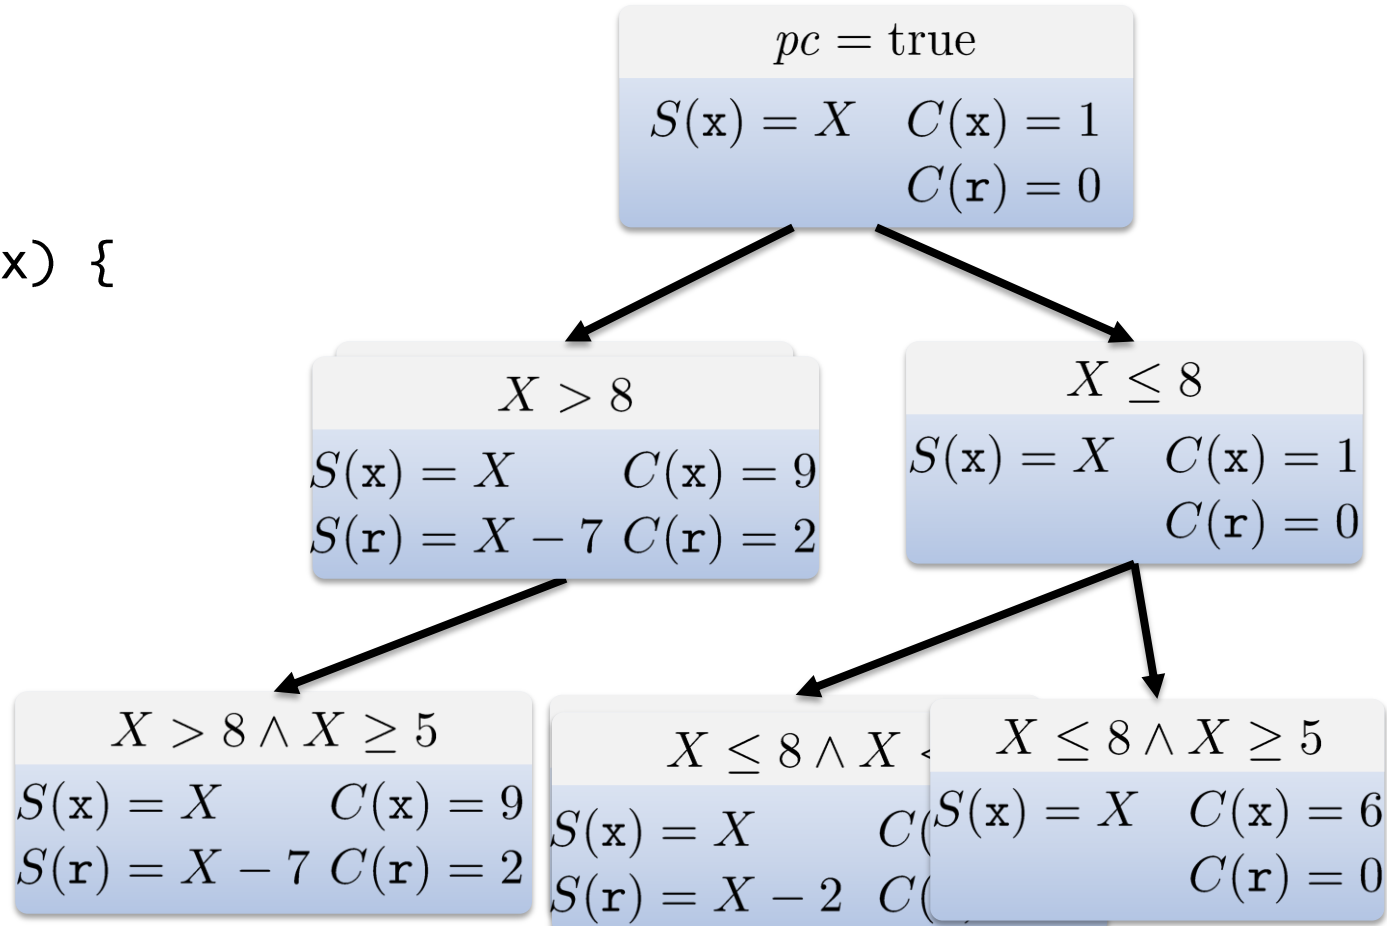 pc = true
S(x) = X C(x) = 1
C(r) = 0
x) {
X > 8
S(x) = X C(x) = 9
S(r) = X − 7 C(r) = 2
X ≤ 8
S(x) = X C(x) = 1
C(r) = 0
X > 8 ∧ X ≥ 5
S(x) = X C(x) = 9
S(r) = X − 7 C(r) = 2
X ≤ 8 ∧ X <
S(x) = X C(
S(r) = X − 2 C(
X ≤ 8 ∧ X ≥ 5
S(x) = X C(x) = 6
C(r) = 0